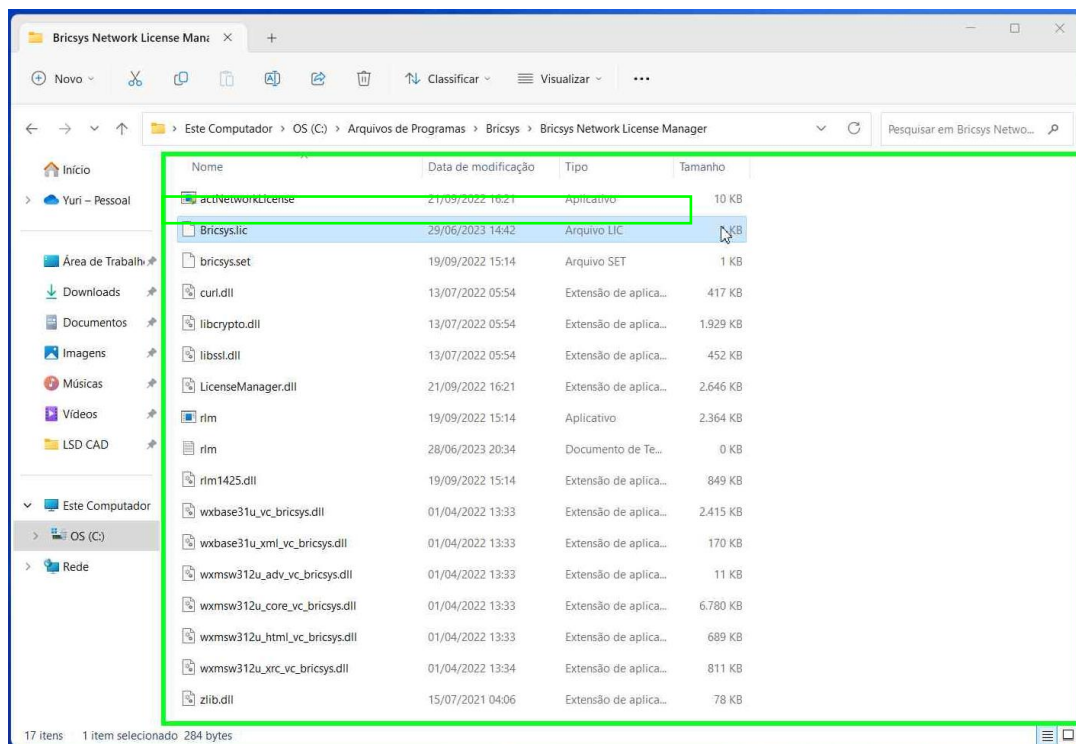 Bricsys Network License Mana
Novo Classificar Visualizar
Este Computador > OS (C:) > Arquivos de Programas > Bricsys > Bricsys Network License Manager Pesquisar em Bricsys Netwo...
Início
Yuri – Pessoal
Área de Trabalh
Downloads
Documentos
Imagens
Músicas
Vídeos
LSD CAD
Este Computador
OS (C:)
Rede
Nome Data de modificação Tipo Tamanho
actNetworkLicense 21/09/2022 16:21 Aplicativo 10 KB
Bricsys.lic 29/06/2023 14:42 Arquivo LIC KB
bricsys.set 19/09/2022 15:14 Arquivo SET 1 KB
curl.dll 13/07/2022 05:54 Extensão de aplica... 417 KB
libcrypto.dll 13/07/2022 05:54 Extensão de aplica... 1.929 KB
libssl.dll 13/07/2022 05:54 Extensão de aplica... 452 KB
LicenseManager.dll 21/09/2022 16:21 Extensão de aplica... 2.646 KB
rlm 19/09/2022 15:14 Aplicativo 2.364 KB
rlm 28/06/2023 20:34 Documento de Te... 0 KB
rlm1425.dll 19/09/2022 15:14 Extensão de aplica... 849 KB
wxbase31u_vc_bricsys.dll 01/04/2022 13:33 Extensão de aplica... 2.415 KB
wxbase31u_xml_vc_bricsys.dll 01/04/2022 13:33 Extensão de aplica... 170 KB
wxmsw312u_adv_vc_bricsys.dll 01/04/2022 13:33 Extensão de aplica... 11 KB
wxmsw312u_core_vc_bricsys.dll 01/04/2022 13:33 Extensão de aplica... 6.780 KB
wxmsw312u_html_vc_bricsys.dll 01/04/2022 13:33 Extensão de aplica... 689 KB
wxmsw312u_xrc_vc_bricsys.dll 01/04/2022 13:34 Extensão de aplica... 811 KB
zlib.dll 15/07/2021 04:06 Extensão de aplica... 78 KB
17 itens 1 item selecionado 284 bytes